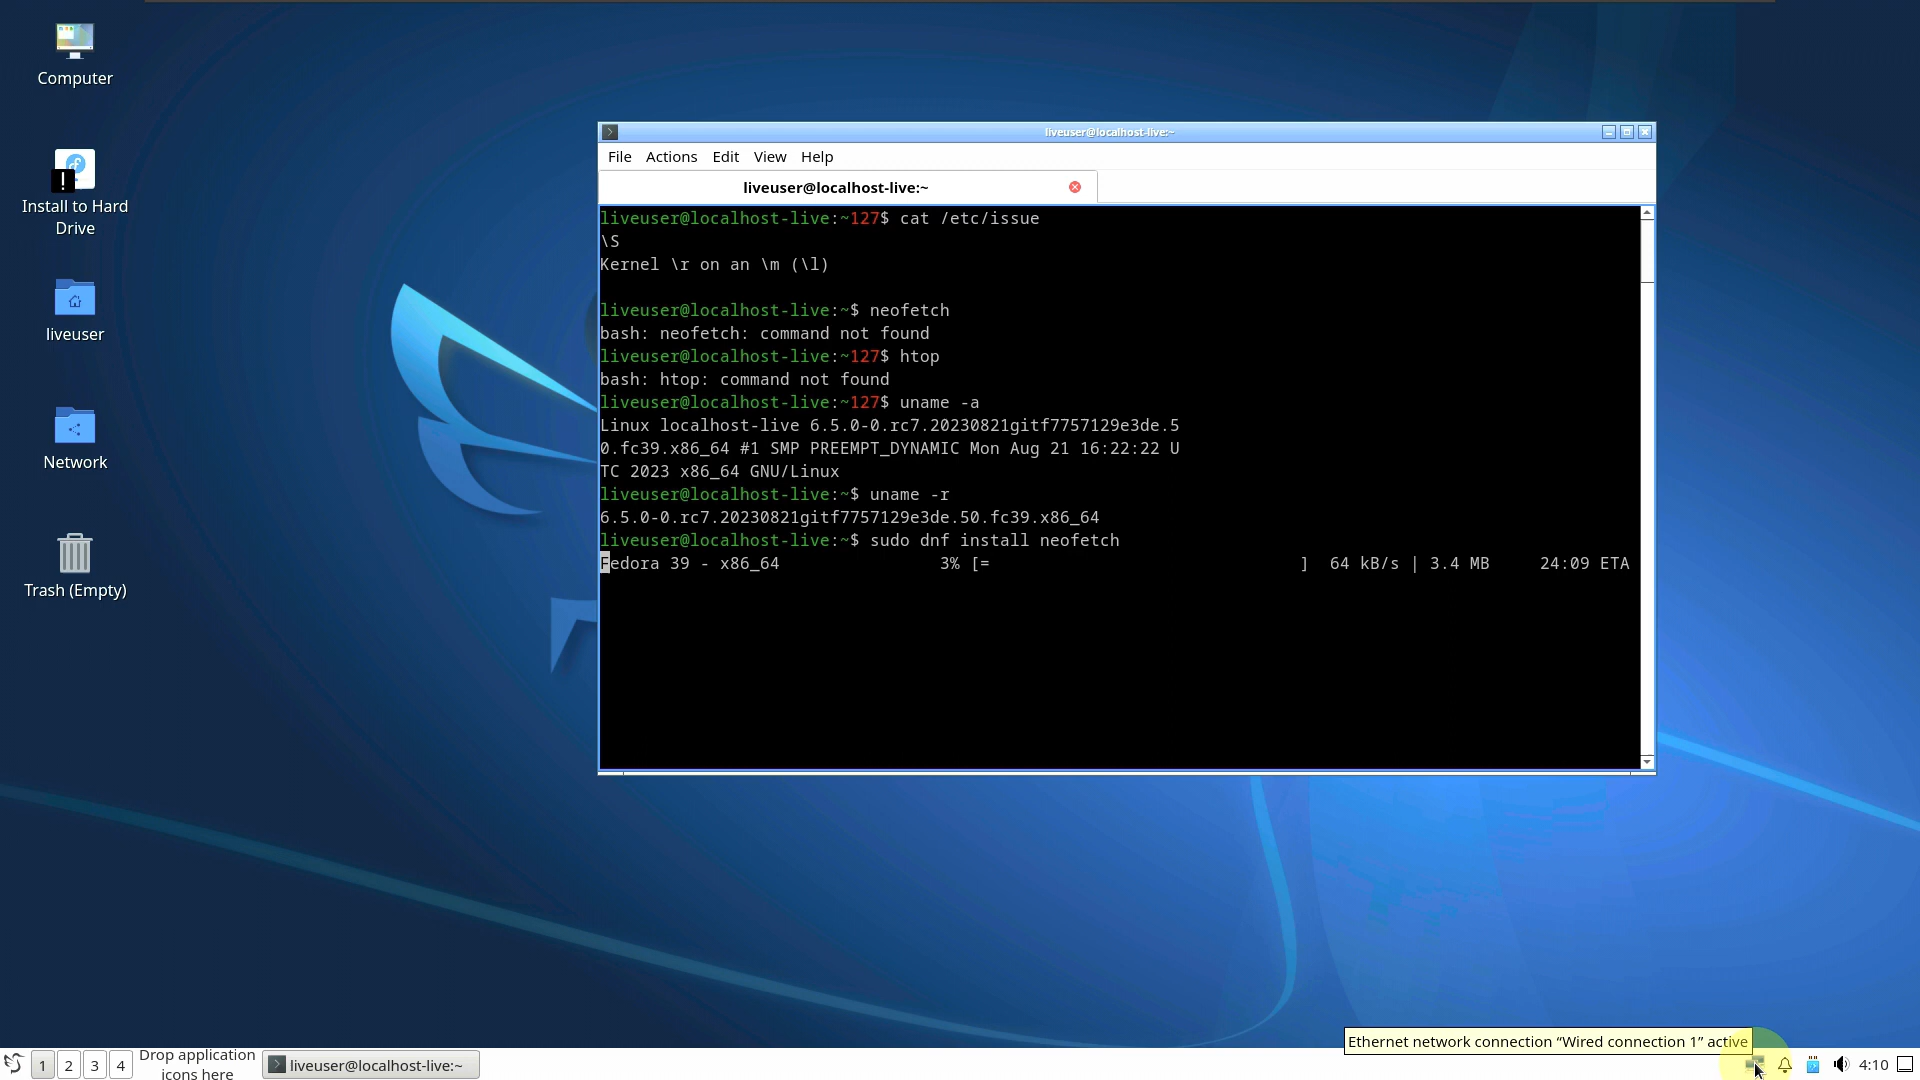 Computer
Install to Hard
Drive
liveuser
Network
Trash (Empty)
liveuser@localhost-live:~
File Actions Edit View Help
liveuser@localhost-live:~
liveuser@localhost-live:~127$ cat /etc/issue
\S
Kernel \r on an \m (\l)
liveuser@localhost-live:~$ neofetch
bash: neofetch: command not found
liveuser@localhost-live:~127$ htop
bash: htop: command not found
liveuser@localhost-live:~127$ uname -a
Linux localhost-live 6.5.0-0.rc7.20230821gitf7757129e3de.5
0.fc39.x86_64 #1 SMP PREEMPT_DYNAMIC Mon Aug 21 16:22:22 U
TC 2023 x86_64 GNU/Linux
liveuser@localhost-live:~$ uname -r
6.5.0-0.rc7.20230821gitf7757129e3de.50.fc39.x86_64
liveuser@localhost-live:~$ sudo dnf install neofetch
Fedora 39 - x86_64 3% [= ] 64 kB/s | 3.4 MB 24:09 ETA
Ethernet network connection “Wired connection 1” active
1 2 3 4
Drop application
icons here
liveuser@localhost-live:~
4:10